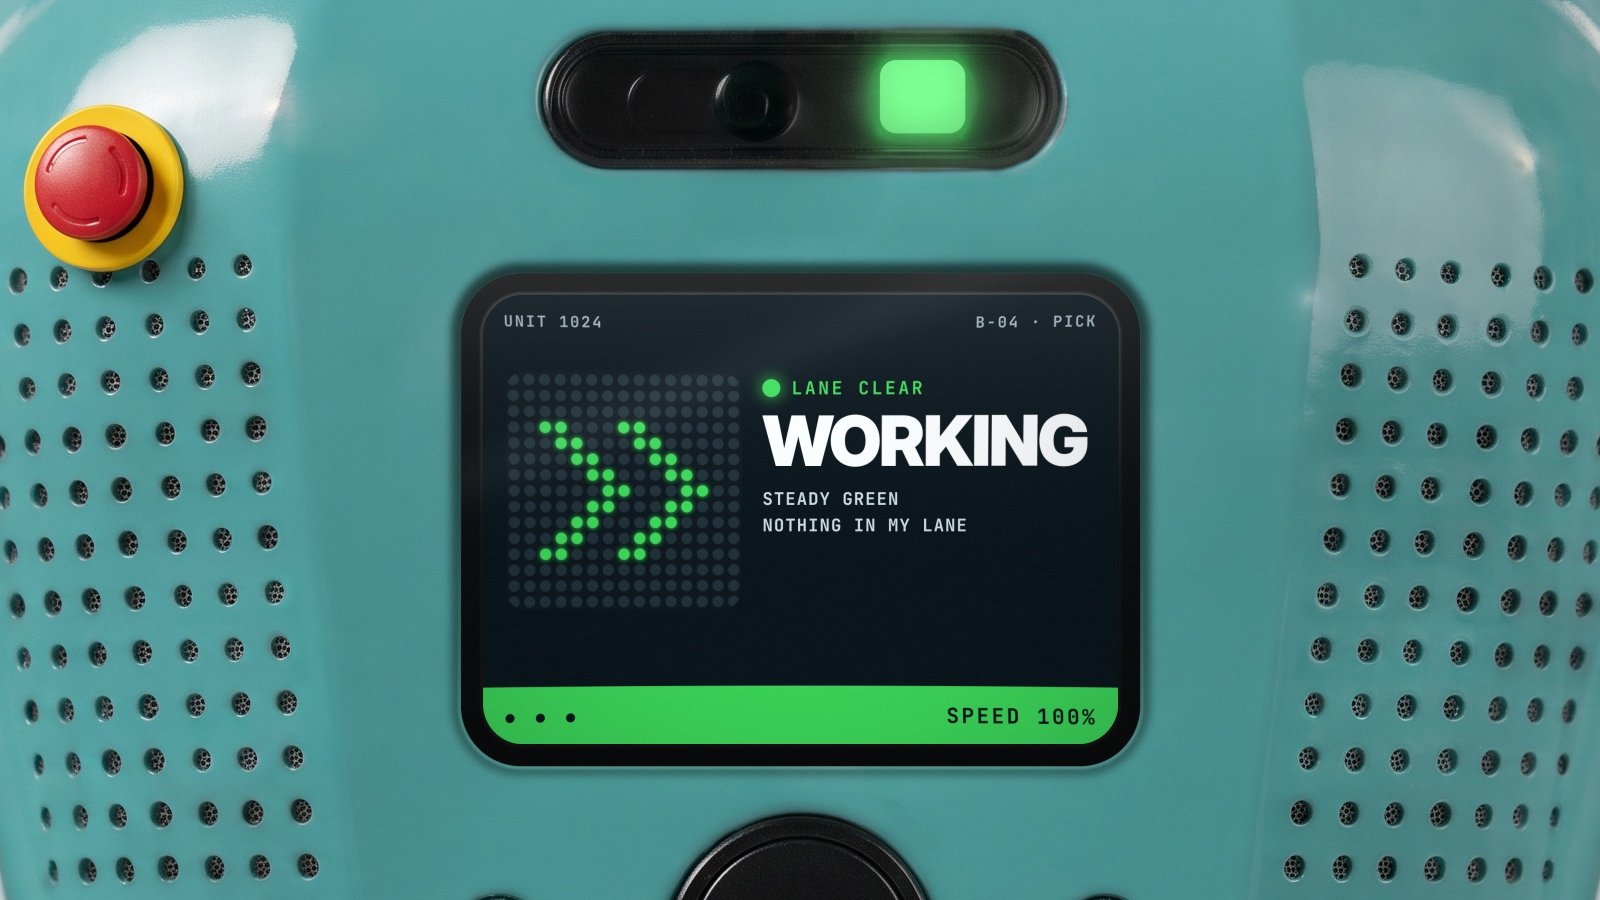 UNIT 1024
B-04 · PICK
LANE CLEAR
WORKING
STEADY GREEN
NOTHING IN MY LANE
SPEED 100%